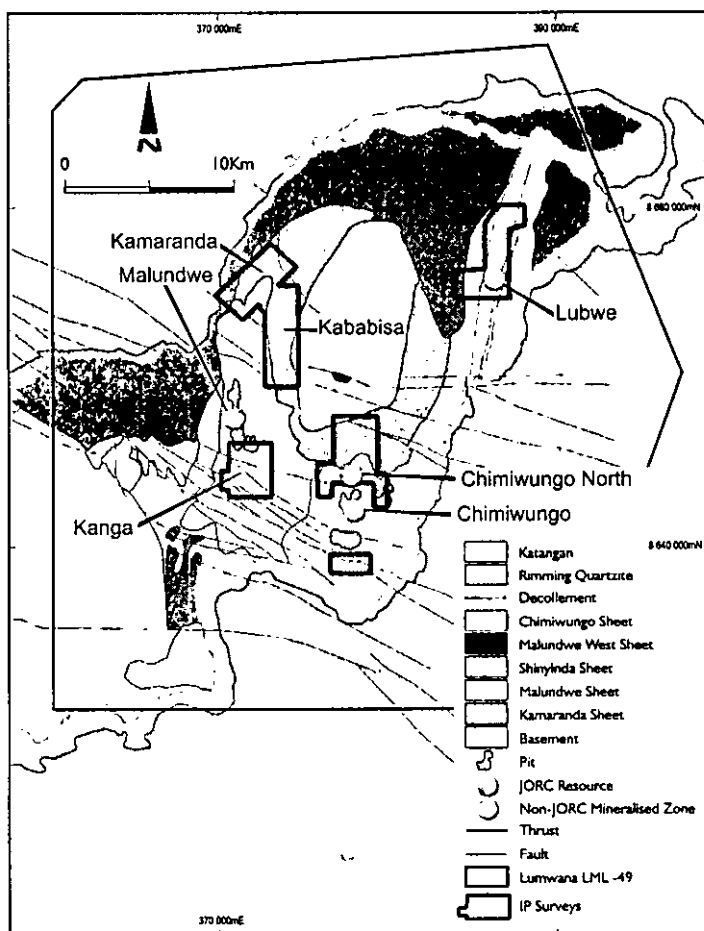 370 000mE
390 000mE
N
0
10Km
8 680 000mN
Kamaranda
Malundwe
Kababisa
Lubwe
Chimiwungo North
Chimiwungo
Kanga
8 640 000mN
Katangan
Rimming Quartzite
Decollement
Chimiwungo Sheet
Malundwe West Sheet
Shinyinda Sheet
Malundwe Sheet
Kamaranda Sheet
Basement
Pit
JORC Resource
Non-JORC Mineralised Zone
Thrust
Fault
Lumwana LML -49
IP Surveys
370 000mE